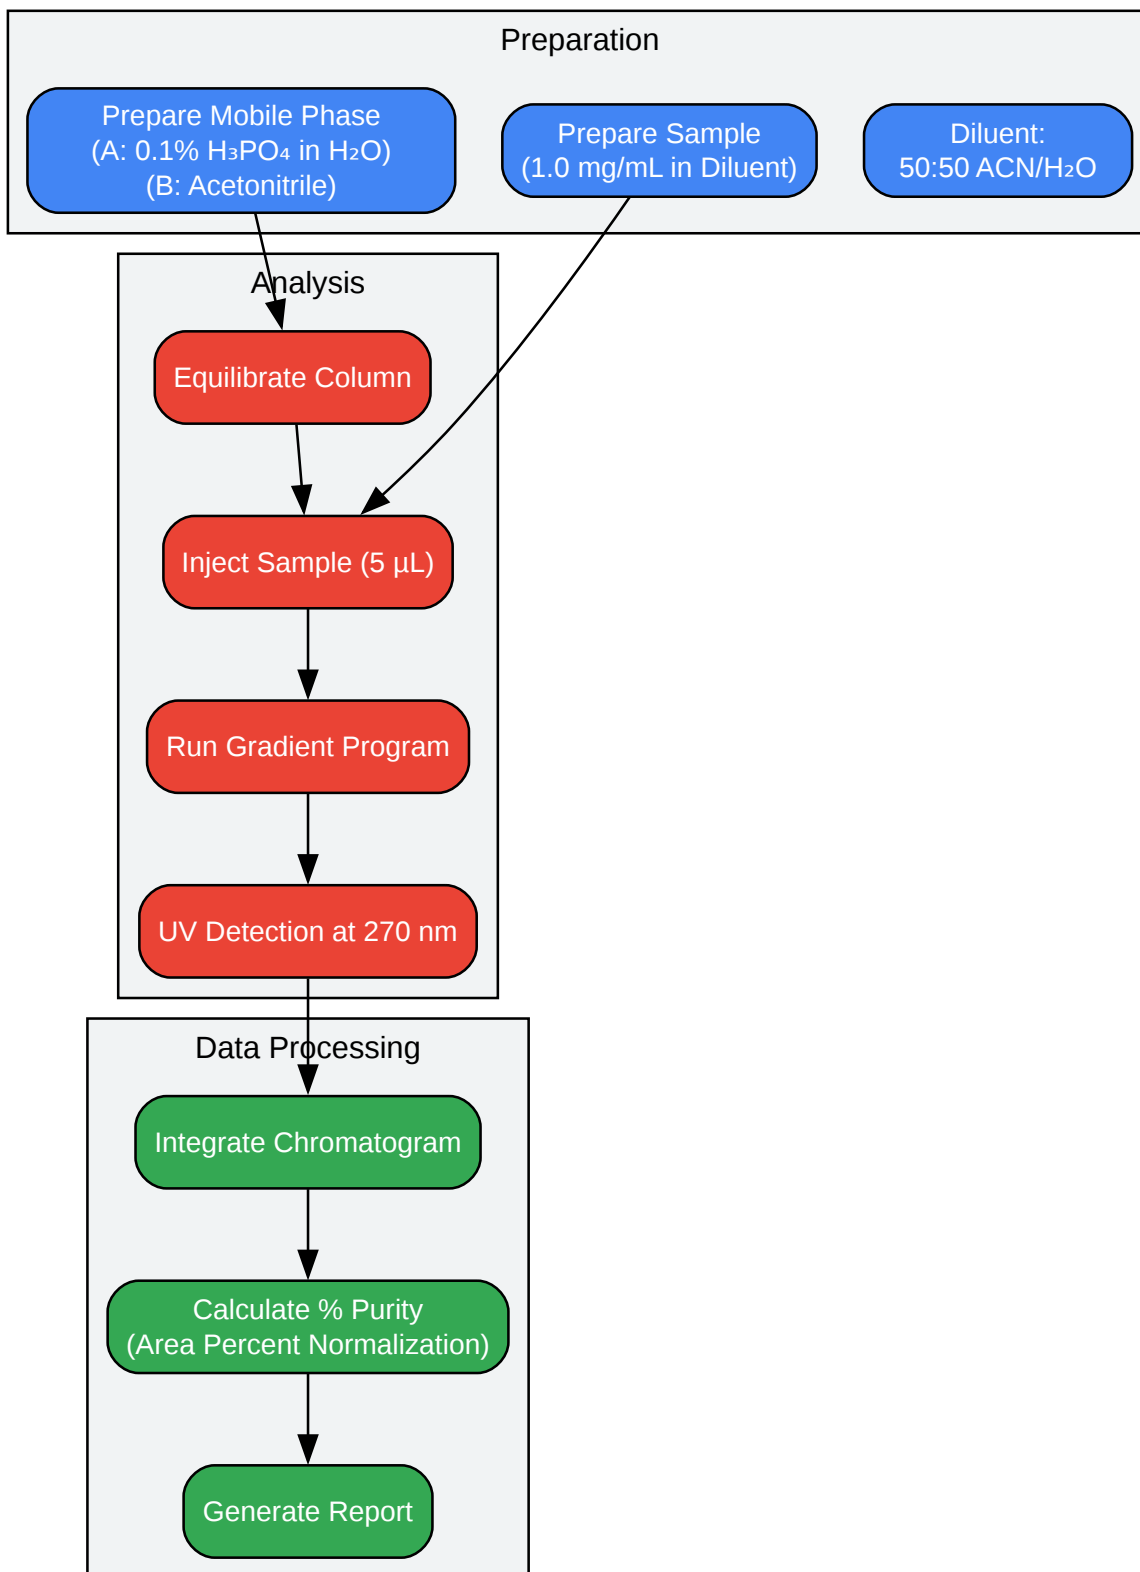 Preparation
Prepare Mobile Phase
(A: 0.1% H₃PO₄ in H₂O)
(B: Acetonitrile)
Prepare Sample
(1.0 mg/mL in Diluent)
Diluent:
50:50 ACN/H₂O
Analysis
Equilibrate Column
Inject Sample (5 µL)
Run Gradient Program
UV Detection at 270 nm
Data Processing
Integrate Chromatogram
Calculate % Purity
(Area Percent Normalization)
Generate Report